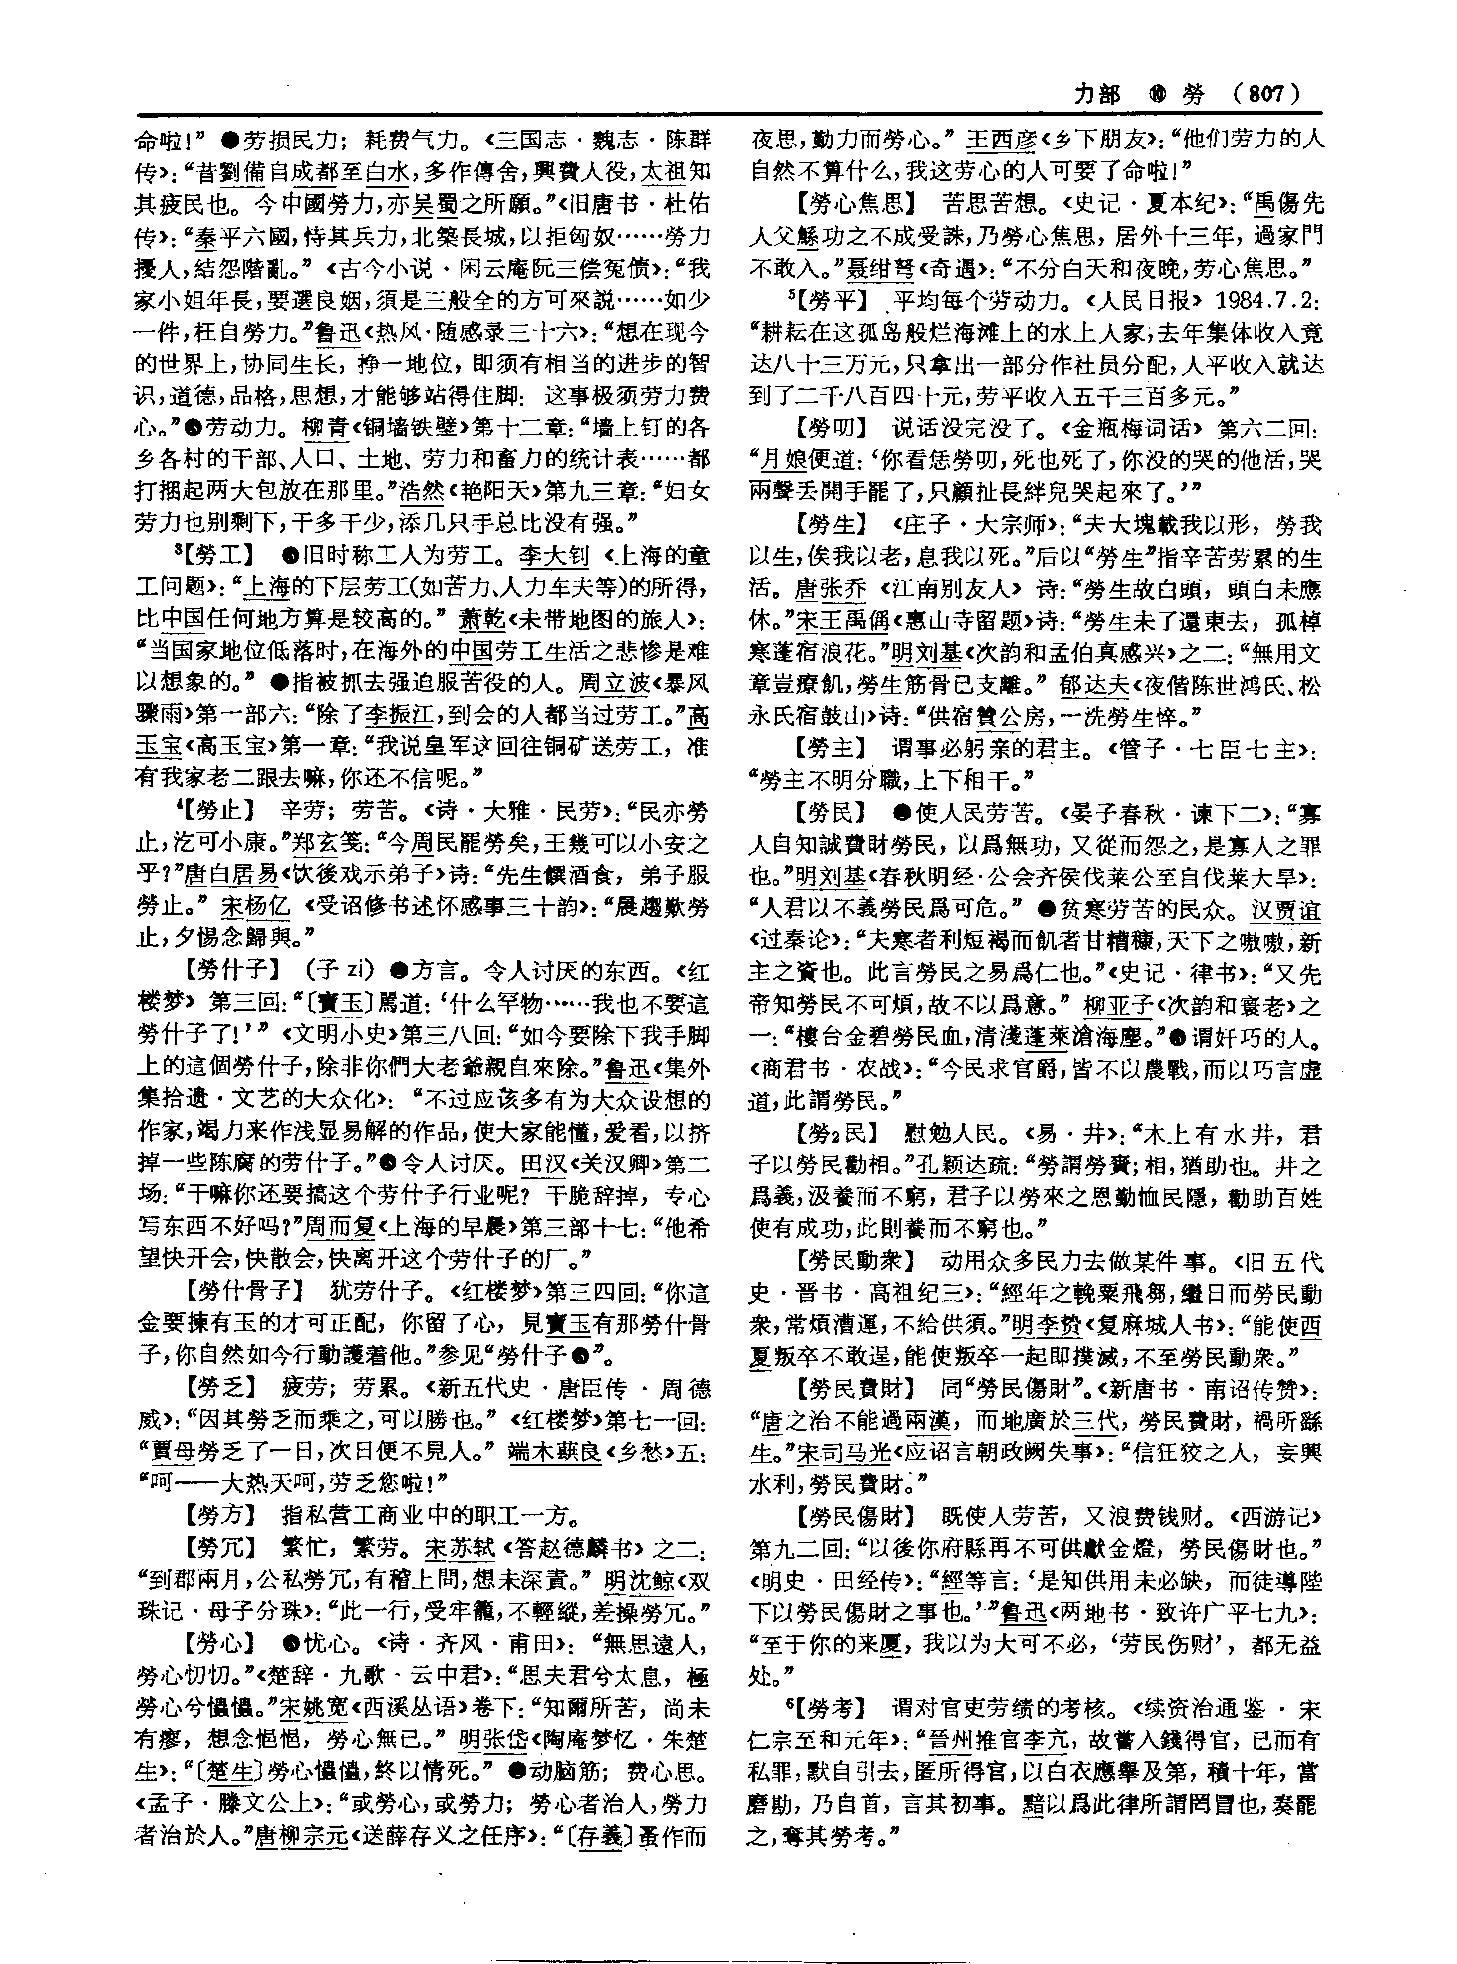 力部 ⑩ 勞 (807)
命啦!” ●劳损民力；耗费气力。《三国志·魏志·陈群
传》：“昔劉備自成都至白水，多作傳舍，興費人役，太祖知
其疲民也。今中國勞力，亦吴蜀之所願。”《旧唐书·杜佑
传》：“秦平六國，恃其兵力，北築長城，以拒匈奴……勞力
擾人，結怨階亂。”《古今小说·闲云庵阮三偿冤债》：“我
家小姐年長，要選良姻，須是三般全的方可來説……如少
一件，枉自勞力。”鲁迅《热风·随感录三十六》：“想在现今
的世界上，协同生长，挣一地位，即须有相当的进步的智
识，道德，品格，思想，才能够站得住脚：这事极须劳力费
心。”●劳动力。柳青《铜墙铁壁》第十二章：“墙上钉的各
乡各村的干部、人口、土地、劳力和畜力的统计表……都
打捆起两大包放在那里。”浩然《艳阳天》第九三章：“妇女
劳力也别剩下，干多干少，添几只手总比没有强。”
3【勞工】 ●旧时称工人为劳工。李大钊《上海的童
工问题》：“上海的下层劳工(如苦力、人力车夫等)的所得，
比中国任何地方算是较高的。”萧乾《未带地图的旅人》：
“当国家地位低落时，在海外的中国劳工生活之悲惨是难
以想象的。” ●指被抓去强迫服苦役的人。周立波《暴风
骤雨》第一部六：“除了李振江，到会的人都当过劳工。”高
玉宝《高玉宝》第一章：“我说皇军这回往铜矿送劳工，准
有我家老二跟去嘛，你还不信呢。”
4【勞止】 辛劳；劳苦。《诗·大雅·民劳》：“民亦勞
止，汔可小康。”郑玄笺：“今周民罷勞矣，王幾可以小安之
乎?”唐白居易《饮後戏示弟子》诗：“先生饌酒食，弟子服
勞止。”宋杨亿《受诏修书述怀感事三十韵》：“晨趨歎勞
止，夕惕念歸與。”
【勞什子】 (子 zi) ●方言。令人讨厌的东西。《红
楼梦》第三回：“〔寶玉〕駡道：‘什么罕物……我也不要這
勞什子了!’”《文明小史》第三八回：“如今要除下我手脚
上的這個勞什子，除非你們大老爺親自來除。”鲁迅《集外
集拾遗·文艺的大众化》：“不过应该多有为大众设想的
作家，竭力来作浅显易解的作品，使大家能懂，爱看，以挤
掉一些陈腐的劳什子。”●令人讨厌。田汉《关汉卿》第二
场：“干嘛你还要搞这个劳什子行业呢? 干脆辞掉，专心
写东西不好吗?”周而复《上海的早晨》第三部十七：“他希
望快开会，快散会，快离开这个劳什子的厂。”
【勞什骨子】 犹劳什子。《红楼梦》第三四回：“你這
金要揀有玉的才可正配，你留了心，見寶玉有那勞什骨
子，你自然如今行動護着他。”参见“勞什子●”。
【勞乏】 疲劳；劳累。《新五代史·唐臣传·周德
威》：“因其勞乏而乘之，可以勝也。”《红楼梦》第七一回：
“賈母勞乏了一日，次日便不見人。”端木蕻良《乡愁》五：
“呵——大热天呵，劳乏您啦!”
【勞方】 指私营工商业中的职工一方。
【勞冗】 繁忙，繁劳。宋苏轼《答赵德麟书》之二：
“到郡兩月，公私勞冗，有稽上問，想未深責。”明沈鲸《双
珠记·母子分珠》：“此一行，受牢籠，不輕縱，差操勞冗。”
【勞心】 ●忧心。《诗·齐风·甫田》：“無思遠人，
勞心忉忉。”《楚辞·九歌·云中君》：“思夫君兮太息，極
勞心兮𢥞𢥞。”宋姚宽《西溪丛语》卷下：“知爾所苦，尚未
有瘳，想念悒悒，勞心無已。”明张岱《陶庵梦忆·朱楚
生》：“〔楚生〕勞心忡忡，終以情死。” ●动脑筋；费心思。
《孟子·滕文公上》：“或勞心，或勞力；勞心者治人，勞力
者治於人。”唐柳宗元《送薛存义之任序》：“〔存義〕蚤作而
夜思，勤力而勞心。”王西彦《乡下朋友》：“他们劳力的人
自然不算什么，我这劳心的人可要了命啦!”
【勞心焦思】 苦思苦想。《史记·夏本纪》：“禹傷先
人父鯀功之不成受誅，乃勞心焦思，居外十三年，過家門
不敢入。”聂绀弩《奇遇》：“不分白天和夜晚，劳心焦思。”
5【勞平】 平均每个劳动力。《人民日报》1984.7.2：
“耕耘在这孤岛般烂海滩上的水上人家，去年集体收入竟
达八十三万元，只拿出一部分作社员分配，人平收入就达
到了二千八百四十元，劳平收入五千三百多元。”
【勞叨】 说话没完没了。《金瓶梅词话》第六二回：
“月娘便道：‘你看恁勞叨，死也死了，你没的哭的他活，哭
兩聲丢開手罷了，只顧扯長絆兒哭起來了。’”
【勞生】 《庄子·大宗师》：“夫大塊載我以形，勞我
以生，俟我以老，息我以死。”后以“勞生”指辛苦劳累的生
活。唐张乔《江南别友人》诗：“勞生故白頭，頭白未應
休。”宋王禹偁《惠山寺留题》诗：“勞生未了還東去，孤棹
寒蓬宿浪花。”明刘基《次韵和孟伯真感兴》之二：“無用文
章豈療飢，勞生筋骨已支離。”郁达夫《夜偕陈世鸿氏、松
永氏宿鼓山》诗：“供宿贊公房，一洗勞生悴。”
【勞主】 谓事必躬亲的君主。《管子·七臣七主》：
“勞主不明分職，上下相干。”
【勞民】 ●使人民劳苦。《晏子春秋·谏下二》：“寡
人自知誠費財勞民，以爲無功，又從而怨之，是寡人之罪
也。”明刘基《春秋明经·公会齐侯伐莱公至自伐莱大旱》：
“人君以不義勞民爲可危。” ●贫寒劳苦的民众。汉贾谊
《过秦论》：“夫寒者利短褐而飢者甘糟糠，天下之嗷嗷，新
主之資也。此言勞民之易爲仁也。”《史记·律书》：“又先
帝知勞民不可煩，故不以爲意。”柳亚子《次韵和寰老》之
一：“樓台金碧勞民血，清淺蓬萊滄海塵。”●谓奸巧的人。
《商君书·农战》：“今民求官爵，皆不以農戰，而以巧言虚
道，此謂勞民。”
【勞2民】 慰勉人民。《易·井》：“木上有水井，君
子以勞民勸相。”孔颖达疏：“勞謂勞賚；相，猶助也。井之
爲義，汲養而不窮，君子以勞來之恩勤恤民隱，勸助百姓
使有成功，此則養而不窮也。”
【勞民動衆】 动用众多民力去做某件事。《旧五代
史·晋书·高祖纪三》：“經年之輓粟飛芻，繼日而勞民動
衆，常煩漕運，不給供須。”明李贽《复麻城人书》：“能使西
夏叛卒不敢逞，能使叛卒一起即撲滅，不至勞民動衆。”
【勞民費財】 同“勞民傷財”。《新唐书·南诏传赞》：
“唐之治不能過兩漢，而地廣於三代，勞民費財，禍所繇
生。”宋司马光《应诏言朝政阙失事》：“信狂狡之人，妄興
水利，勞民費財。”
【勞民傷財】 既使人劳苦，又浪费钱财。《西游记》
第九二回：“以後你府縣再不可供獻金燈，勞民傷財也。”
《明史·田经传》：“經等言：‘是知供用未必缺，而徒導陛
下以勞民傷財之事也。’”鲁迅《两地书·致许广平七九》：
“至于你的来厦，我以为大可不必，‘劳民伤财’，都无益
处。”
6【勞考】 谓对官吏劳绩的考核。《续资治通鉴·宋
仁宗至和元年》：“晉州推官李亢，故嘗入錢得官，已而有
私罪，默自引去，匿所得官，以白衣應舉及第，積十年，當
磨勘，乃自首，言其初事。黯以爲此律所謂罔冒也，奏罷
之，奪其勞考。”